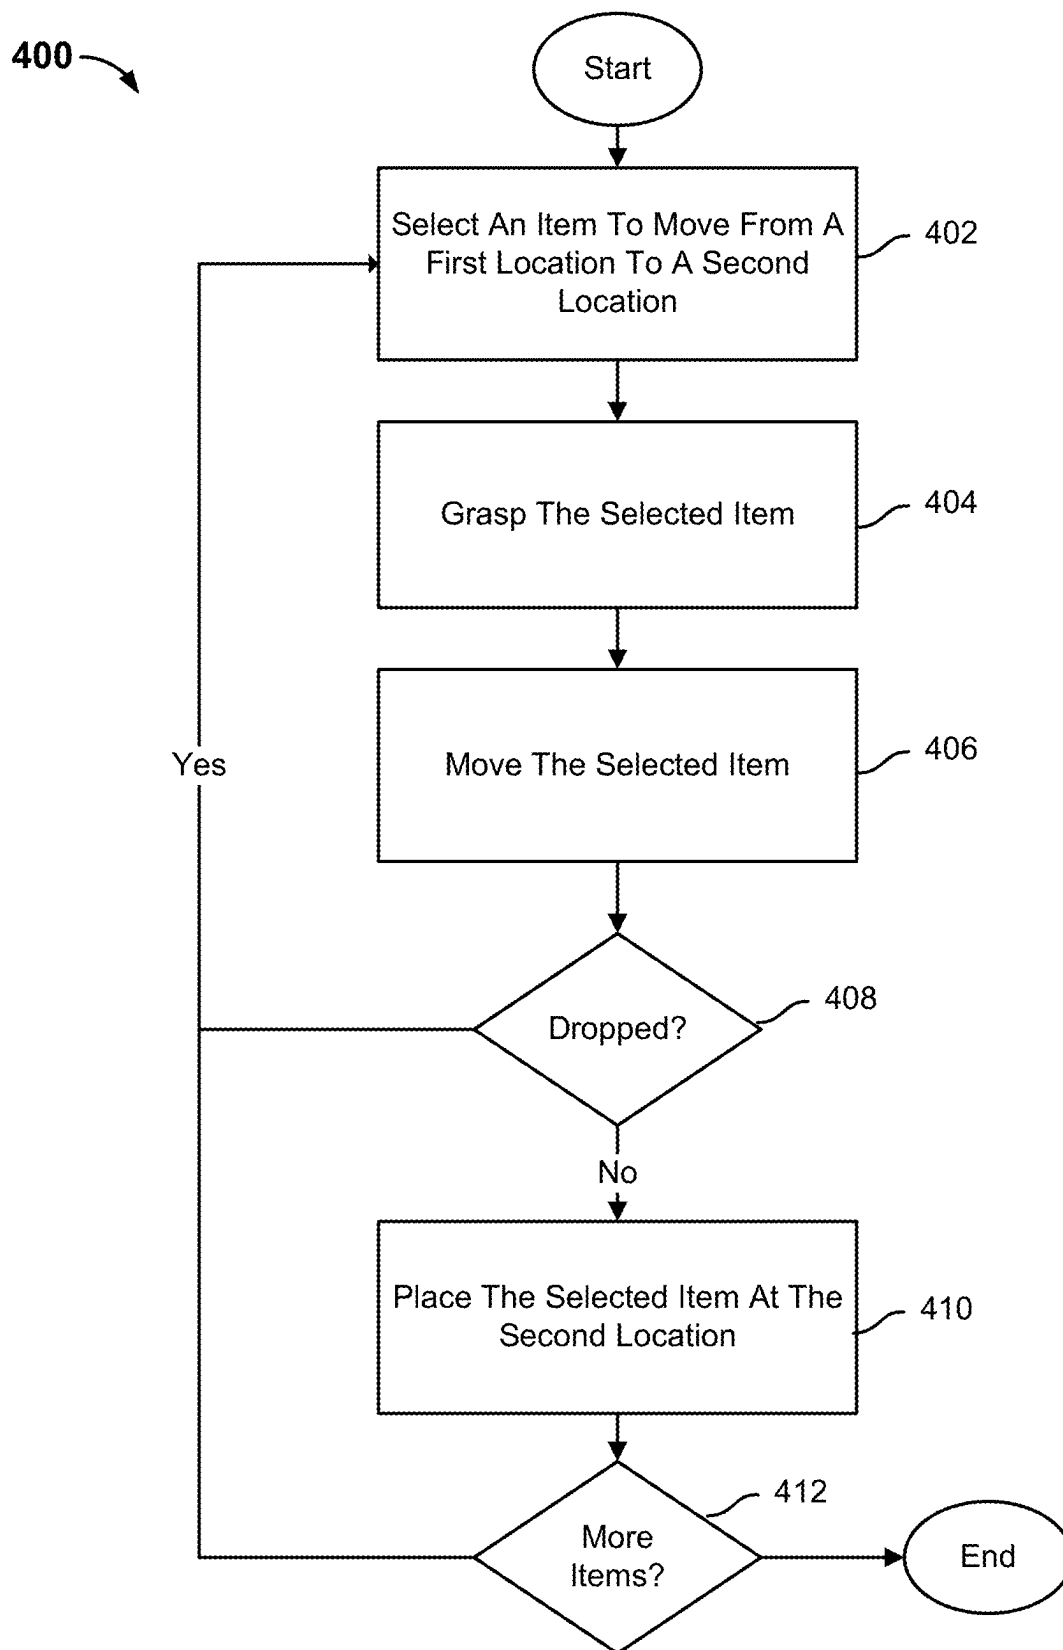 400
Start
Select An Item To Move From A
First Location To A Second
Location
402
Grasp The Selected Item
404
Move The Selected Item
406
Yes
Dropped?
408
No
Place The Selected Item At The
Second Location
410
More
Items?
412
End